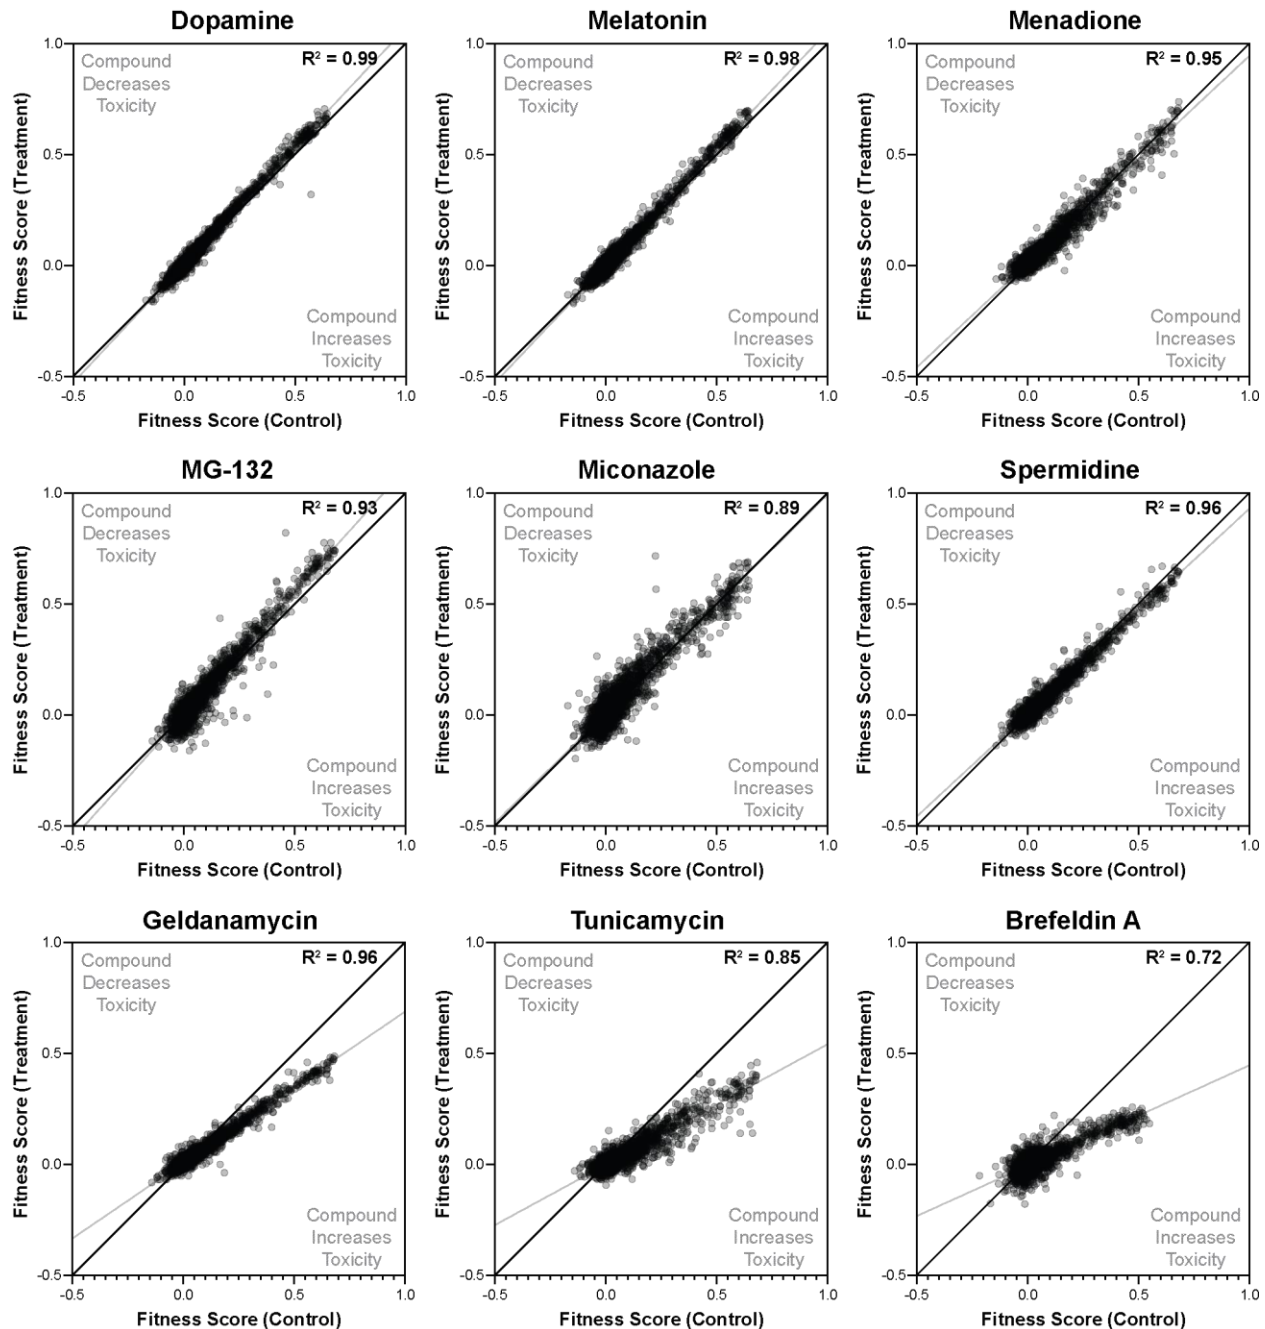 Dopamine
1.0
Compound
Decreases
Toxicity
R² = 0.99
0.5
0.0
-0.5
Fitness Score (Treatment)
Compound
Increases
Toxicity
-0.5 0.0 0.5 1.0
Fitness Score (Control)
Melatonin
1.0
Compound
Decreases
Toxicity
R² = 0.98
0.5
0.0
-0.5
Fitness Score (Treatment)
Compound
Increases
Toxicity
-0.5 0.0 0.5 1.0
Fitness Score (Control)
Menadione
1.0
Compound
Decreases
Toxicity
R² = 0.95
0.5
0.0
-0.5
Fitness Score (Treatment)
Compound
Increases
Toxicity
-0.5 0.0 0.5 1.0
Fitness Score (Control)
MG-132
1.0
Compound
Decreases
Toxicity
R² = 0.93
0.5
0.0
-0.5
Fitness Score (Treatment)
Compound
Increases
Toxicity
-0.5 0.0 0.5 1.0
Fitness Score (Control)
Miconazole
1.0
Compound
Decreases
Toxicity
R² = 0.89
0.5
0.0
-0.5
Fitness Score (Treatment)
Compound
Increases
Toxicity
-0.5 0.0 0.5 1.0
Fitness Score (Control)
Spermidine
1.0
Compound
Decreases
Toxicity
R² = 0.96
0.5
0.0
-0.5
Fitness Score (Treatment)
Compound
Increases
Toxicity
-0.5 0.0 0.5 1.0
Fitness Score (Control)
Geldanamycin
1.0
Compound
Decreases
Toxicity
R² = 0.96
0.5
0.0
-0.5
Fitness Score (Treatment)
Compound
Increases
Toxicity
-0.5 0.0 0.5 1.0
Fitness Score (Control)
Tunicamycin
1.0
Compound
Decreases
Toxicity
R² = 0.85
0.5
0.0
-0.5
Fitness Score (Treatment)
Compound
Increases
Toxicity
-0.5 0.0 0.5 1.0
Fitness Score (Control)
Brefeldin A
1.0
Compound
Decreases
Toxicity
R² = 0.72
0.5
0.0
-0.5
Fitness Score (Treatment)
Compound
Increases
Toxicity
-0.5 0.0 0.5 1.0
Fitness Score (Control)